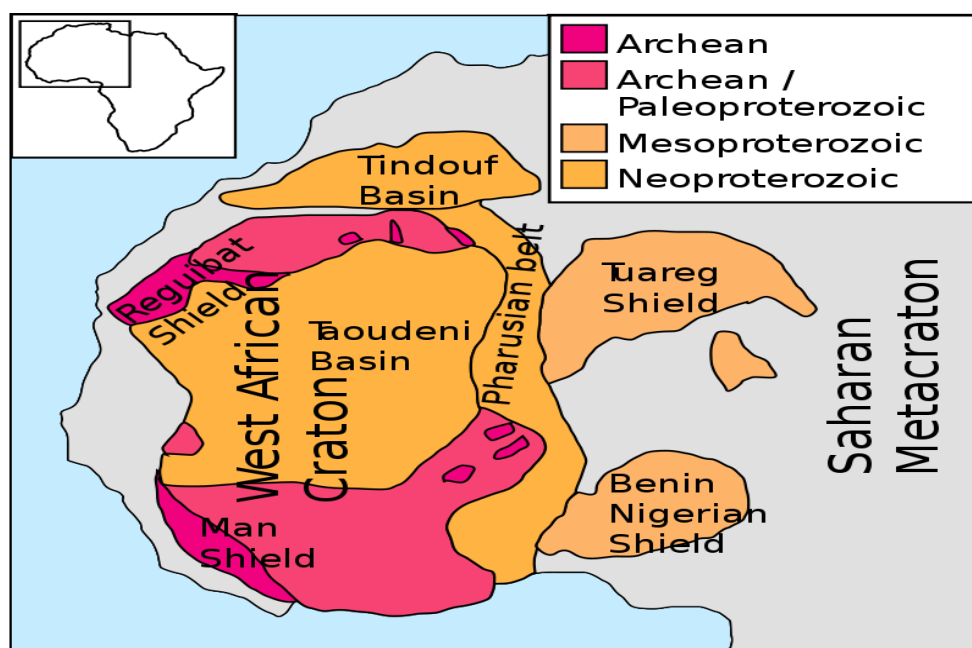 Archean
Archean /
Paleoproterozoic
Mesoproterozoic
Neoproterozoic
Tindouf
Basin
Reguibat
Shield
West African
Craton
Taoudeni
Basin
Pharusian belt
Tuareg
Shield
Saharan
Metacraton
Man
Shield
Benin
Nigerian
Shield